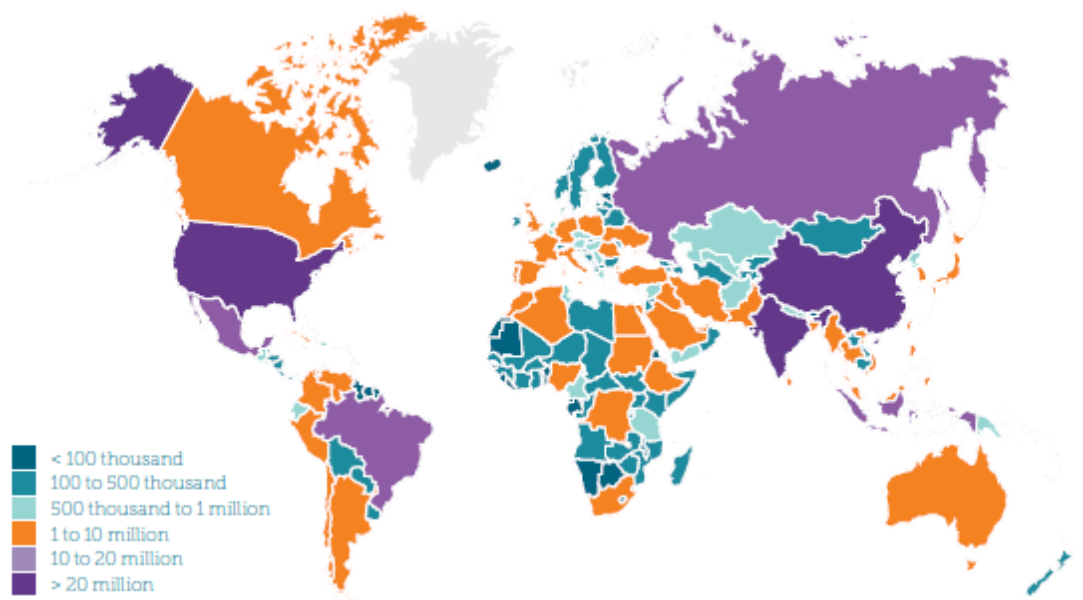 < 100 thousand
100 to 500 thousand
500 thousand to 1 million
1 to 10 million
10 to 20 million
> 20 million